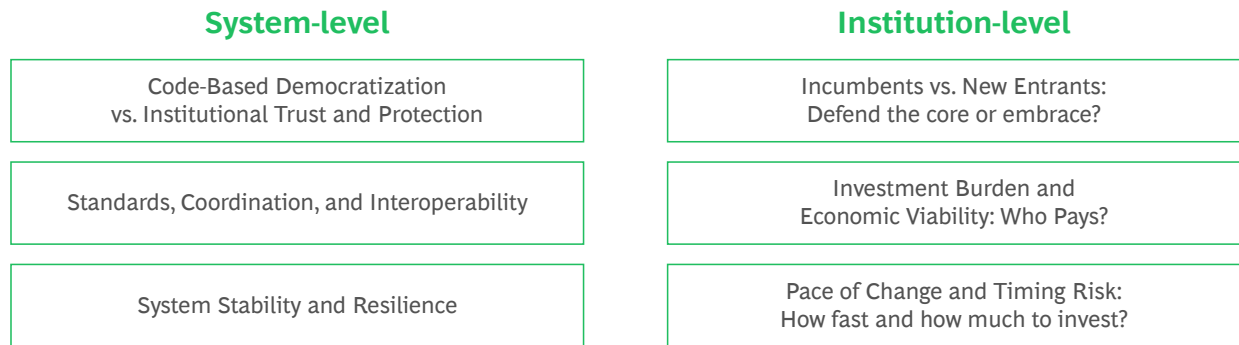 System-level
Code-Based Democratization
vs. Institutional Trust and Protection
Standards, Coordination, and Interoperability
System Stability and Resilience
Institution-level
Incumbents vs. New Entrants:
Defend the core or embrace?
Investment Burden and
Economic Viability: Who Pays?
Pace of Change and Timing Risk:
How fast and how much to invest?